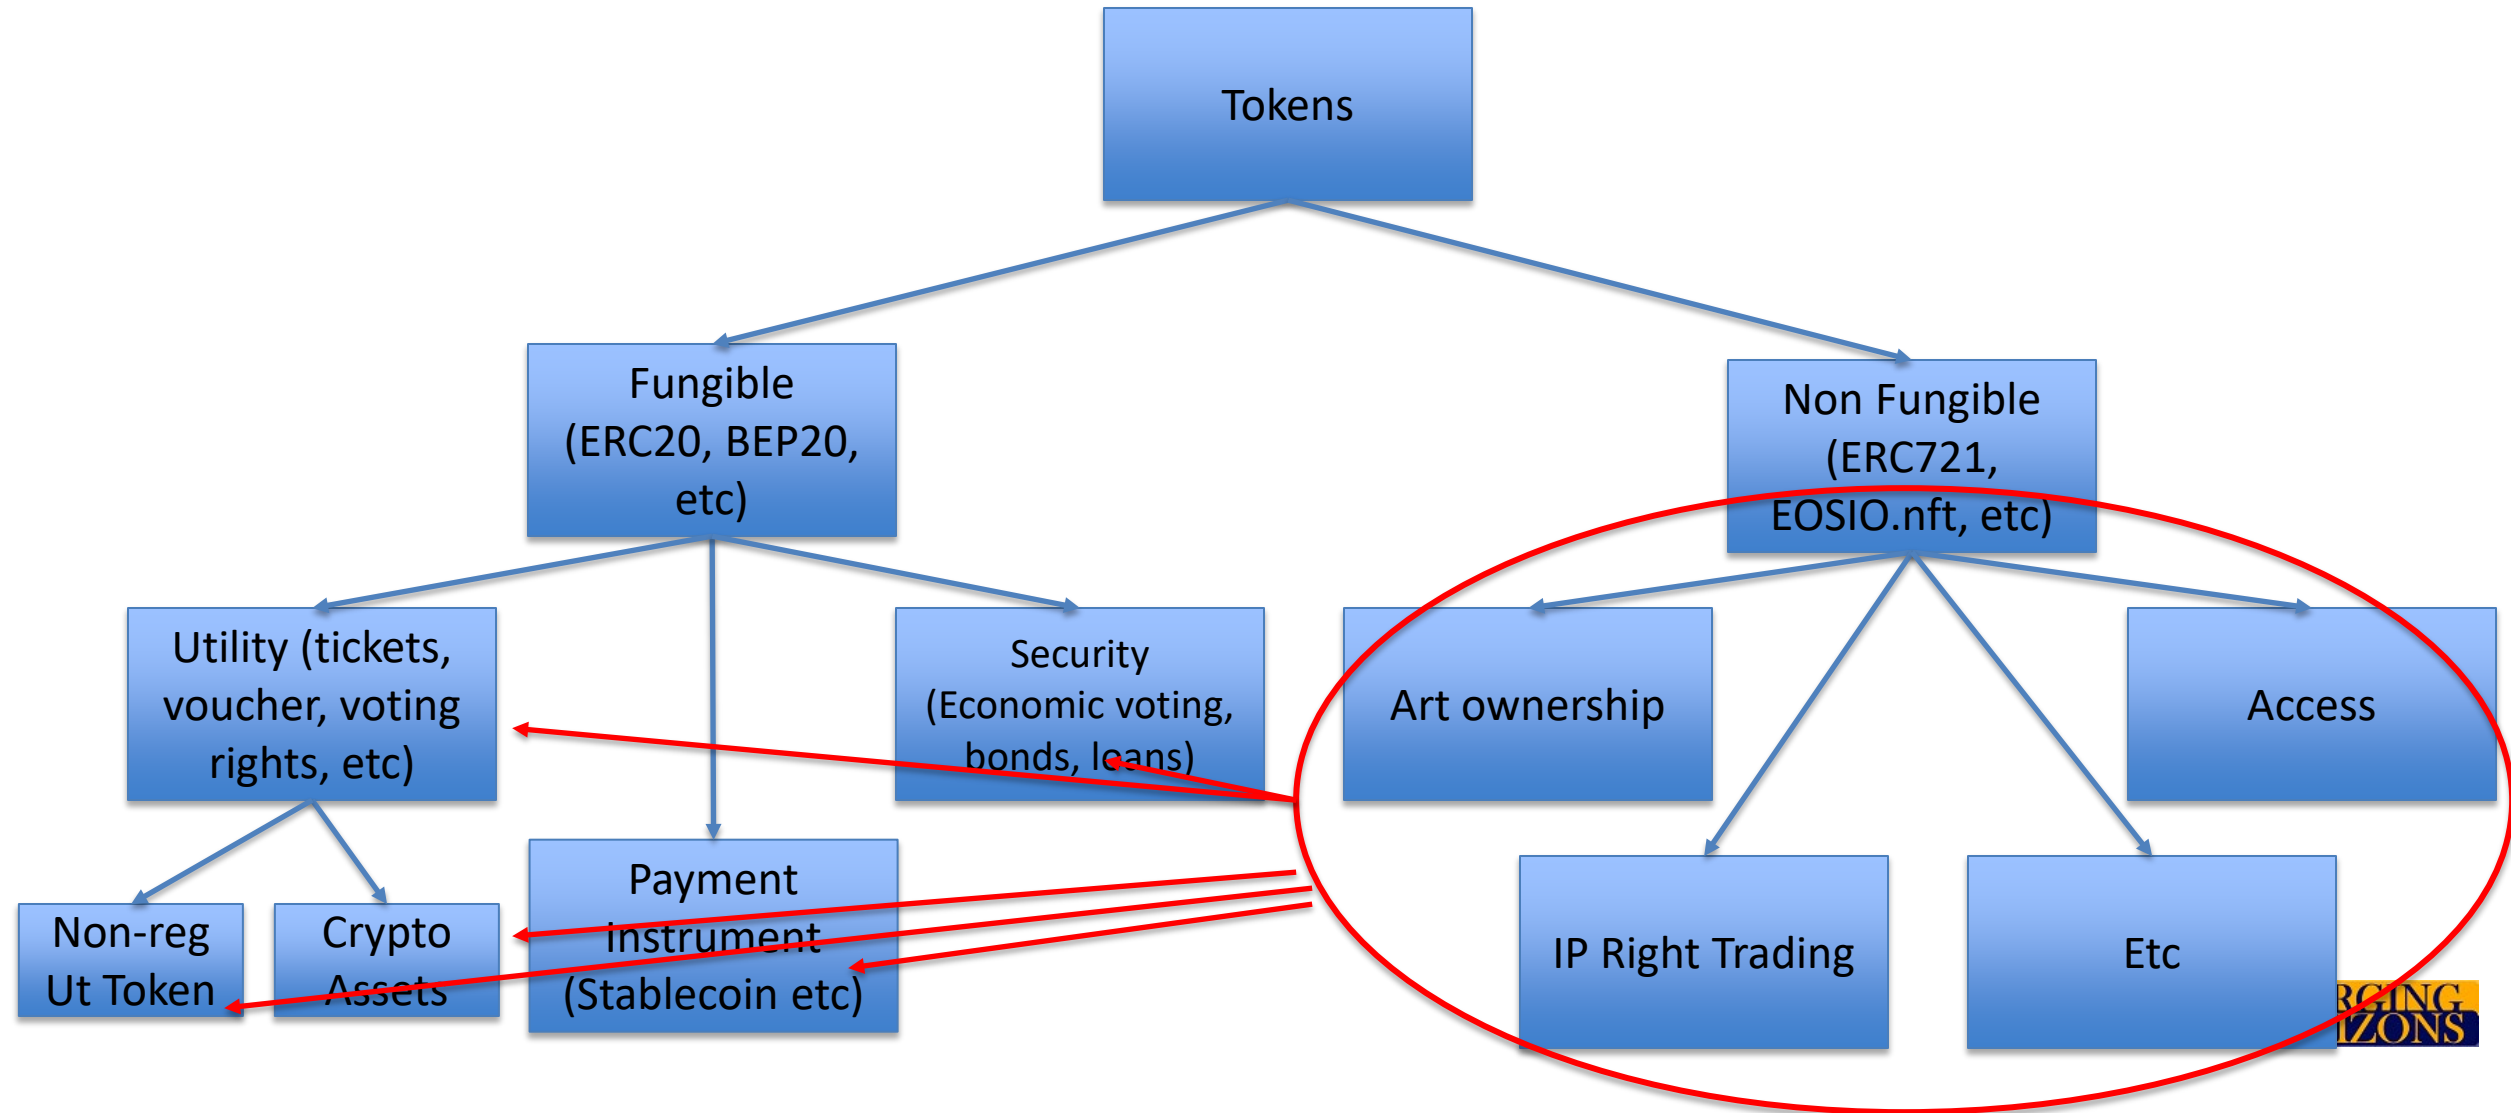 Tokens
Fungible
(ERC20, BEP20,
etc)
Non Fungible
(ERC721,
EOSIO.nft, etc)
Utility (tickets,
voucher, voting
rights, etc)
Security
(Economic voting,
bonds, loans)
Art ownership
Access
Payment
Instrument
(Stablecoin etc)
Non-reg
Ut Token
Crypto
Assets
IP Right Trading
Etc
RGING
IZONS